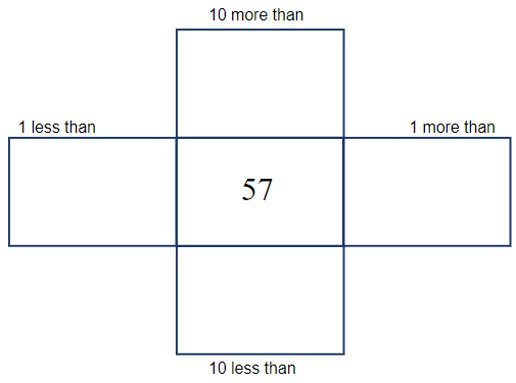 10 more than
1 less than
1 more than
57
10 less than